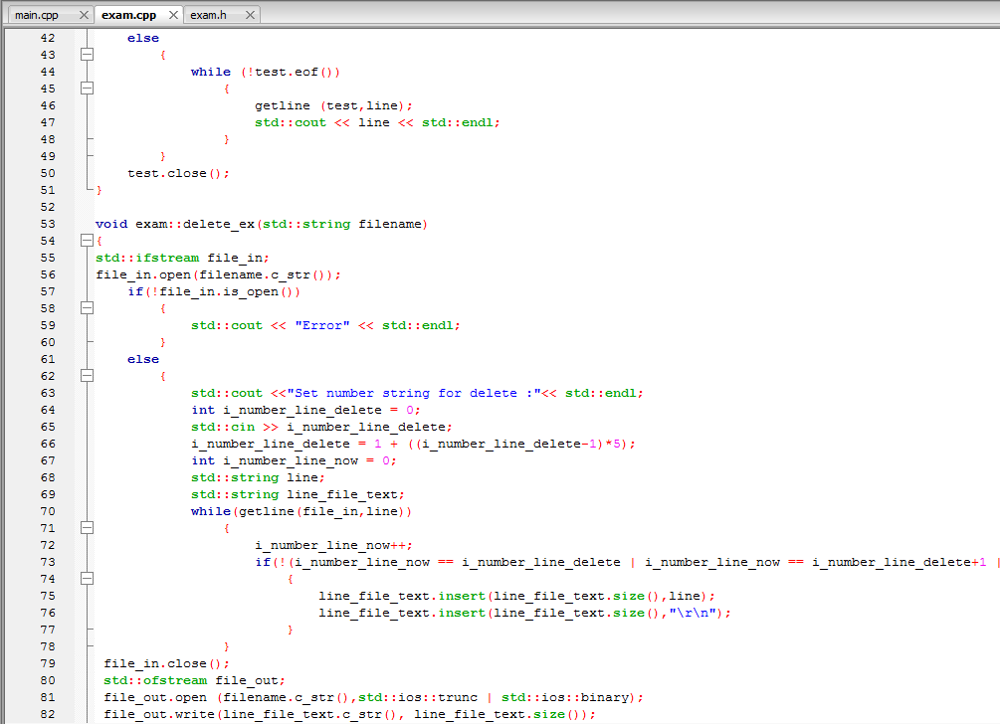 main.cpp exam.cpp exam.h
42 else
43 {
44 while (!test.eof())
45 {
46 getline (test,line);
47 std::cout << line << std::endl;
48 }
49 }
50 test.close();
51 }
52
53 void exam::delete_ex(std::string filename)
54 {
55 std::ifstream file_in;
56 file_in.open(filename.c_str());
57 if(!file_in.is_open())
58 {
59 std::cout << "Error" << std::endl;
60 }
61 else
62 {
63 std::cout <<"Set number string for delete :"<< std::endl;
64 int i_number_line_delete = 0;
65 std::cin >> i_number_line_delete;
66 i_number_line_delete = 1 + ((i_number_line_delete-1)*5);
67 int i_number_line_now = 0;
68 std::string line;
69 std::string line_file_text;
70 while(getline(file_in,line))
71 {
72 i_number_line_now++;
73 if(!(i_number_line_now == i_number_line_delete | i_number_line_now == i_number_line_delete+1 |
74 {
75 line_file_text.insert(line_file_text.size(),line);
76 line_file_text.insert(line_file_text.size(),"\r\n");
77 }
78 }
79 file_in.close();
80 std::ofstream file_out;
81 file_out.open (filename.c_str(),std::ios::trunc | std::ios::binary);
82 file_out.write(line_file_text.c_str(), line_file_text.size());